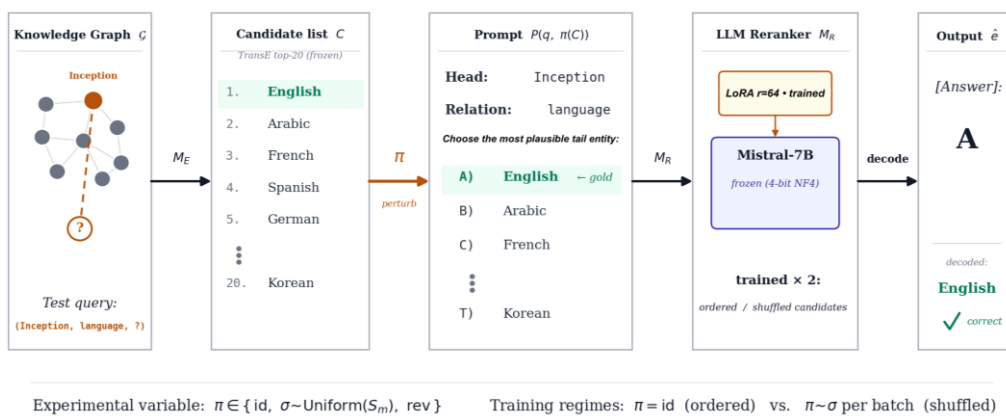 Knowledge Graph 𝒢
Inception
?
Test query:
(Inception, language, ?)
M_E
Candidate list C
TransE top-20 (frozen)
1. English
2. Arabic
3. French
4. Spanish
5. German
⋮
20. Korean
π
perturb
Prompt P(q, π(C))
Head: Inception
Relation: language
Choose the most plausible tail entity:
A) English ← gold
B) Arabic
C) French
⋮
T) Korean
M_R
LLM Reranker M_R
LoRA r=64 • trained
Mistral-7B
frozen (4-bit NF4)
trained × 2:
ordered / shuffled candidates
decode
Output ê
[Answer]:
A
decoded:
English
✓ correct
Experimental variable: π ∈ { id, σ~Uniform(S_m), rev } Training regimes: π = id (ordered) vs. π~σ per batch (shuffled)